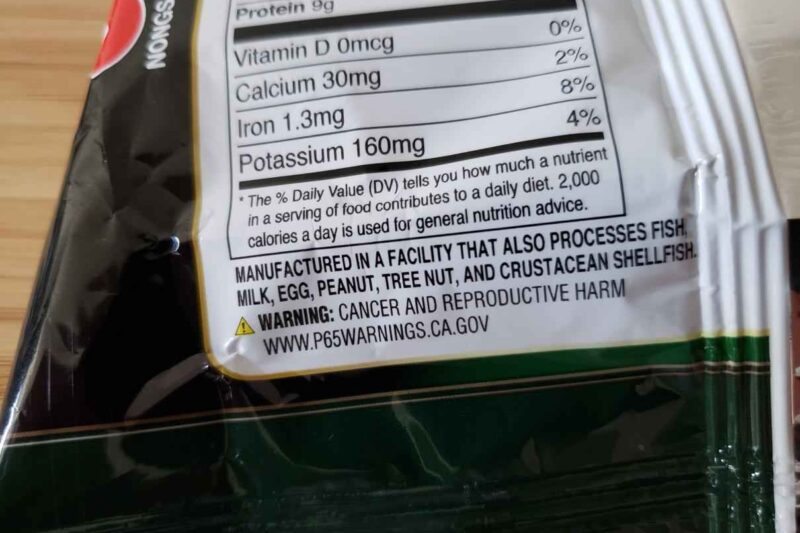 NONGS
Protein 9g
Vitamin D 0mcg 0%
Calcium 30mg 2%
Iron 1.3mg 8%
Potassium 160mg 4%
* The % Daily Value (DV) tells you how much a nutrient
in a serving of food contributes to a daily diet. 2,000
calories a day is used for general nutrition advice.
MANUFACTURED IN A FACILITY THAT ALSO PROCESSES FISH,
MILK, EGG, PEANUT, TREE NUT, AND CRUSTACEAN SHELLFISH.
WARNING: CANCER AND REPRODUCTIVE HARM
WWW.P65WARNINGS.CA.GOV